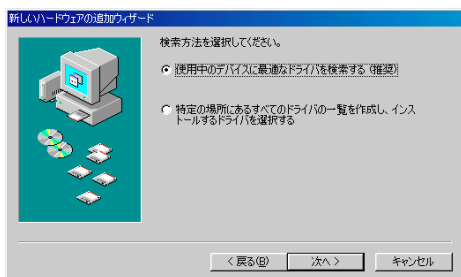 新しいハードウェアの追加ウィザード
検索方法を選択してください。
使用中のデバイスに最適なドライバを検索する (推奨)
特定の場所にあるすべてのドライバの一覧を作成し、インス
トールするドライバを選択する
< 戻る(B)
次へ >
キャンセル